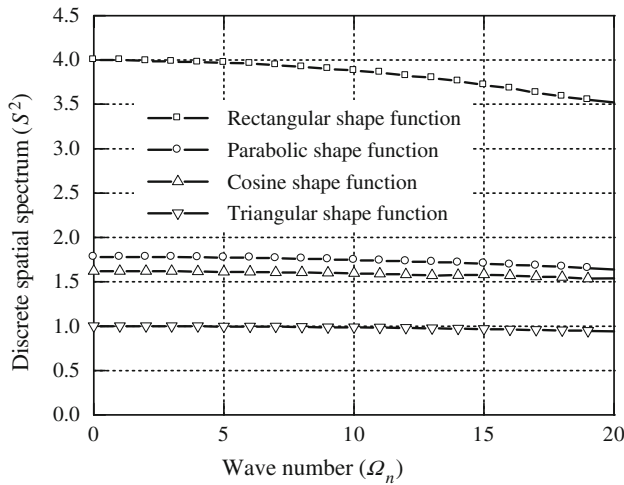 4.5
4.0
3.5
3.0
2.5
2.0
1.5
1.0
0.5
0.0
Discrete spatial spectrum (S²)
Rectangular shape function
Parabolic shape function
Cosine shape function
Triangular shape function
0 5 10 15 20
Wave number (Ωₙ)